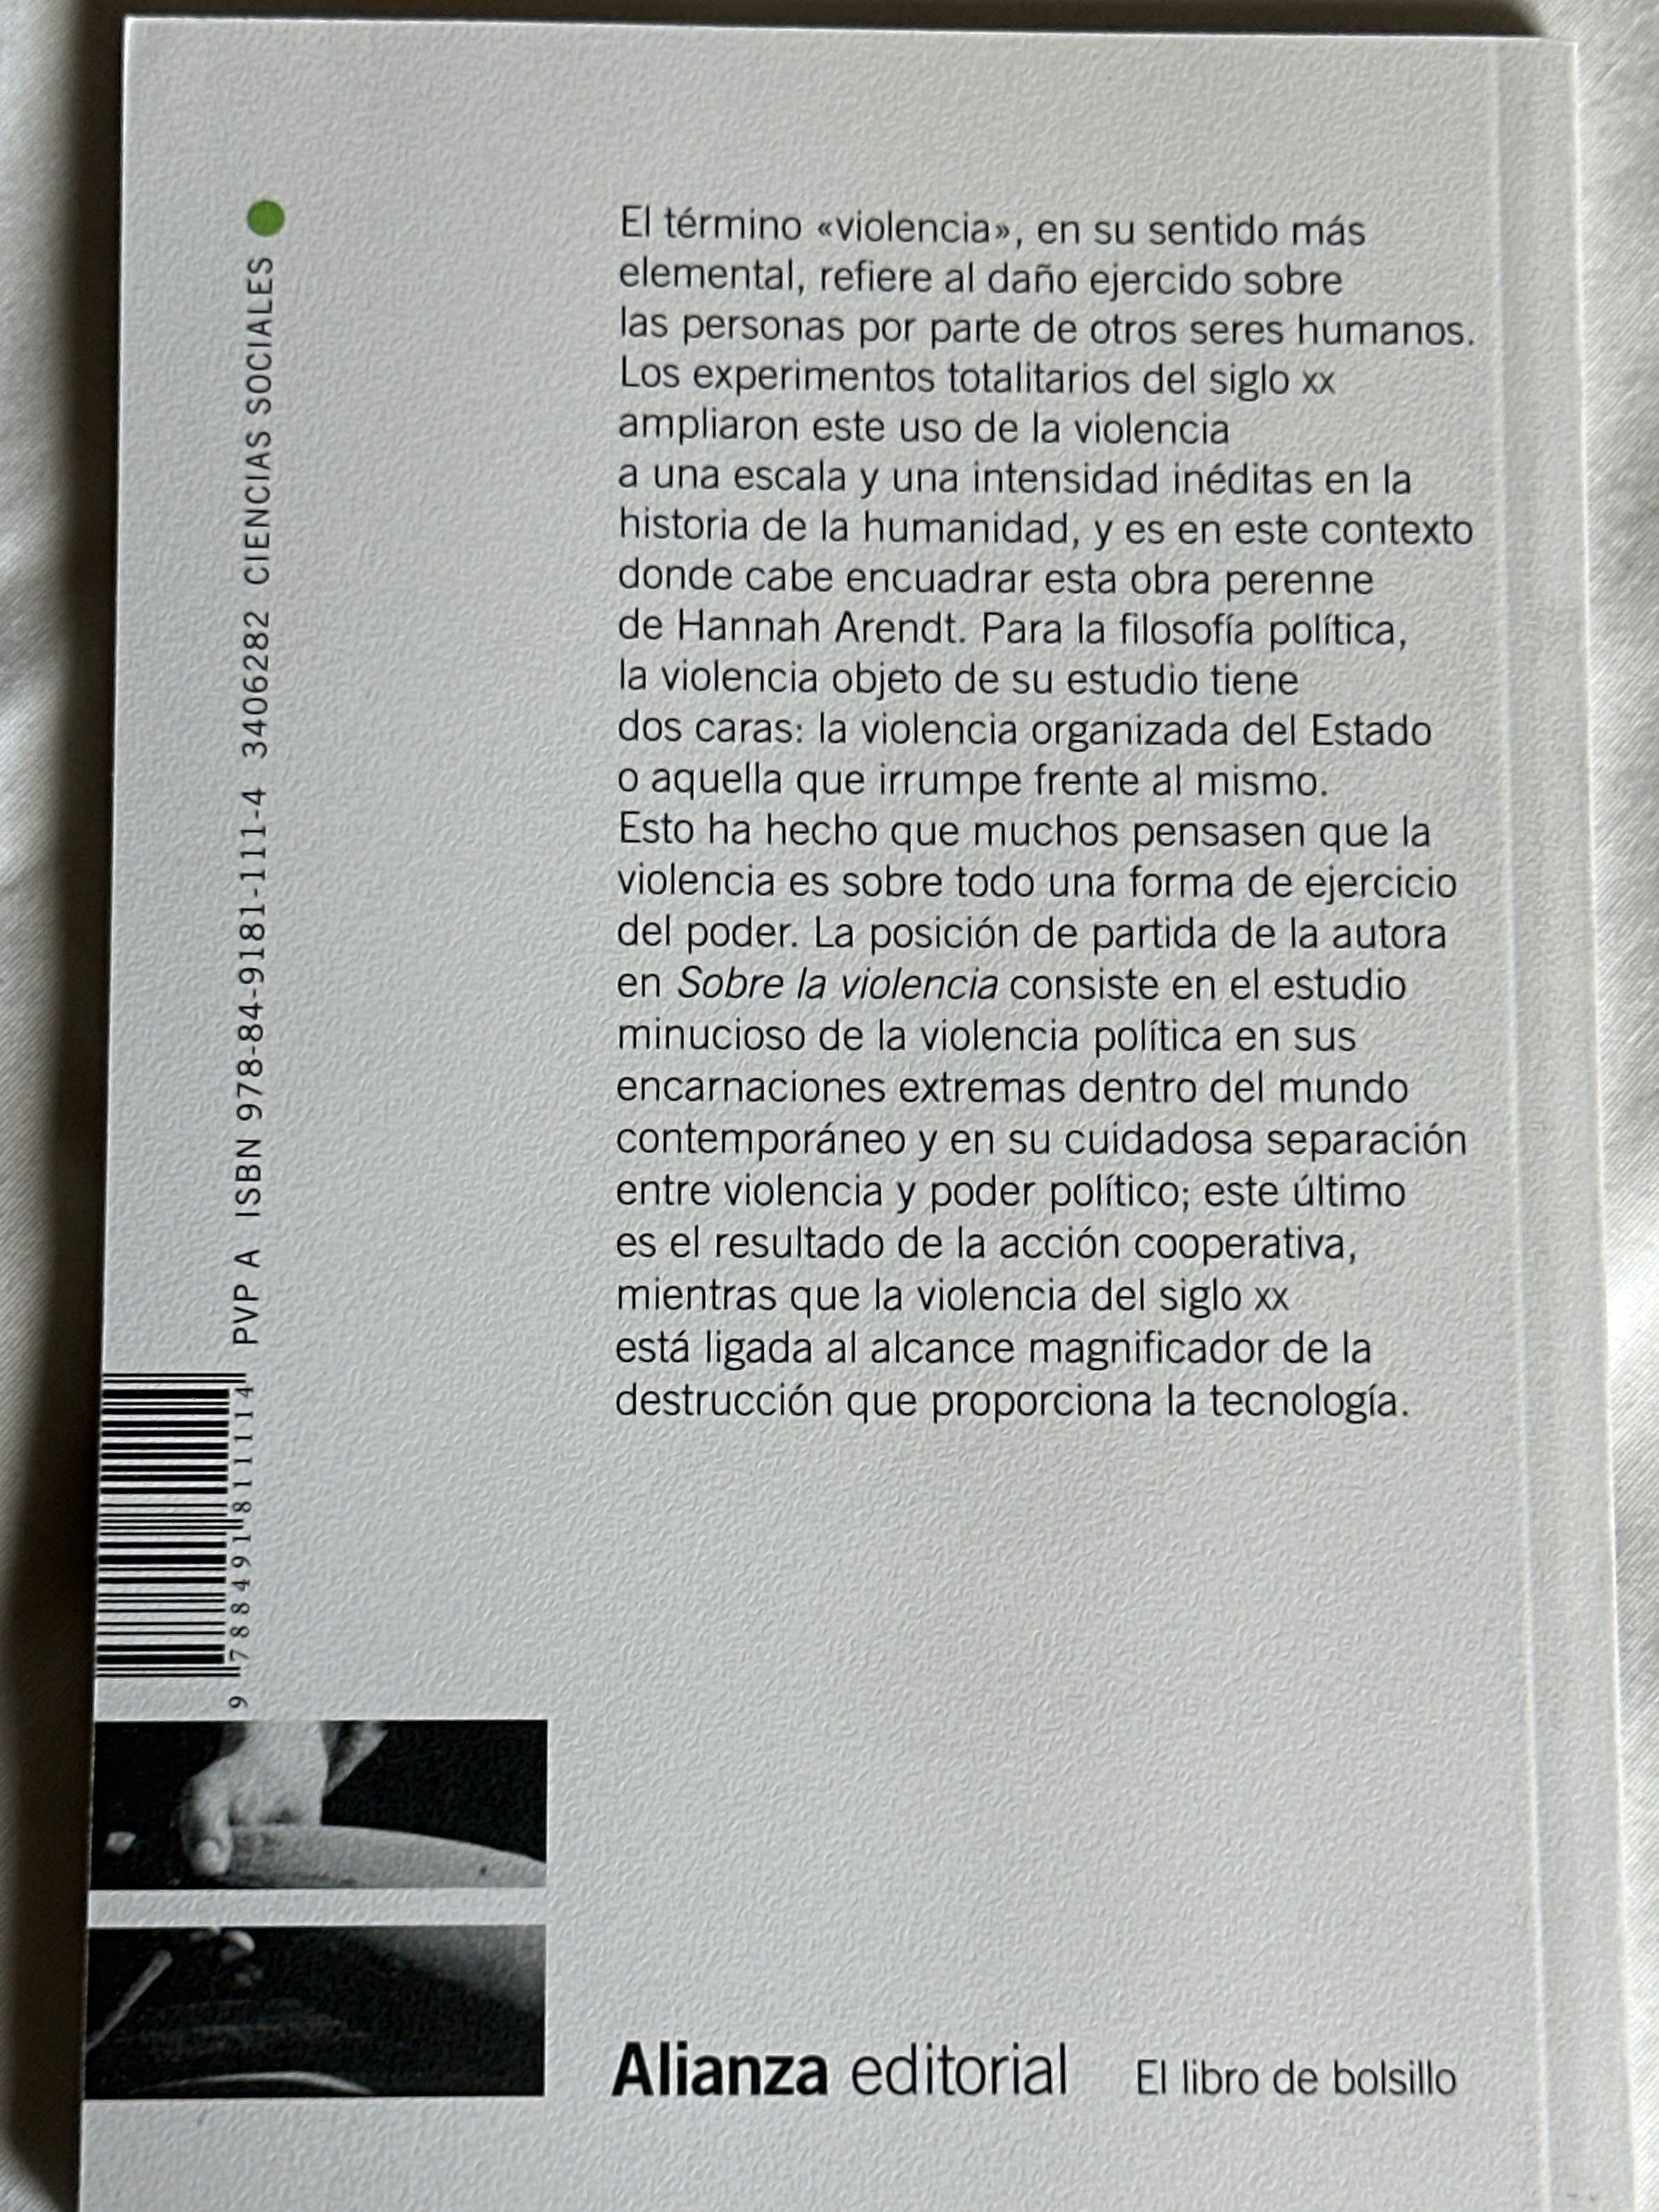 El término «violencia», en su sentido más
elemental, refiere al daño ejercido sobre
las personas por parte de otros seres humanos.
Los experimentos totalitarios del siglo XX
ampliaron este uso de la violencia
a una escala y una intensidad inéditas en la
historia de la humanidad, y es en este contexto
donde cabe encuadrar esta obra perenne
de Hannah Arendt. Para la filosofía política,
la violencia objeto de su estudio tiene
dos caras: la violencia organizada del Estado
o aquella que irrumpe frente al mismo.
Esto ha hecho que muchos pensasen que la
violencia es sobre todo una forma de ejercicio
del poder. La posición de partida de la autora
en Sobre la violencia consiste en el estudio
minucioso de la violencia política en sus
encarnaciones extremas dentro del mundo
contemporáneo y en su cuidadosa separación
entre violencia y poder político; este último
es el resultado de la acción cooperativa,
mientras que la violencia del siglo XX
está ligada al alcance magnificador de la
destrucción que proporciona la tecnología.
PVP A ISBN 978-84-9181-111-4 3406282 CIENCIAS SOCIALES
9 788491 811114
Alianza editorial El libro de bolsillo